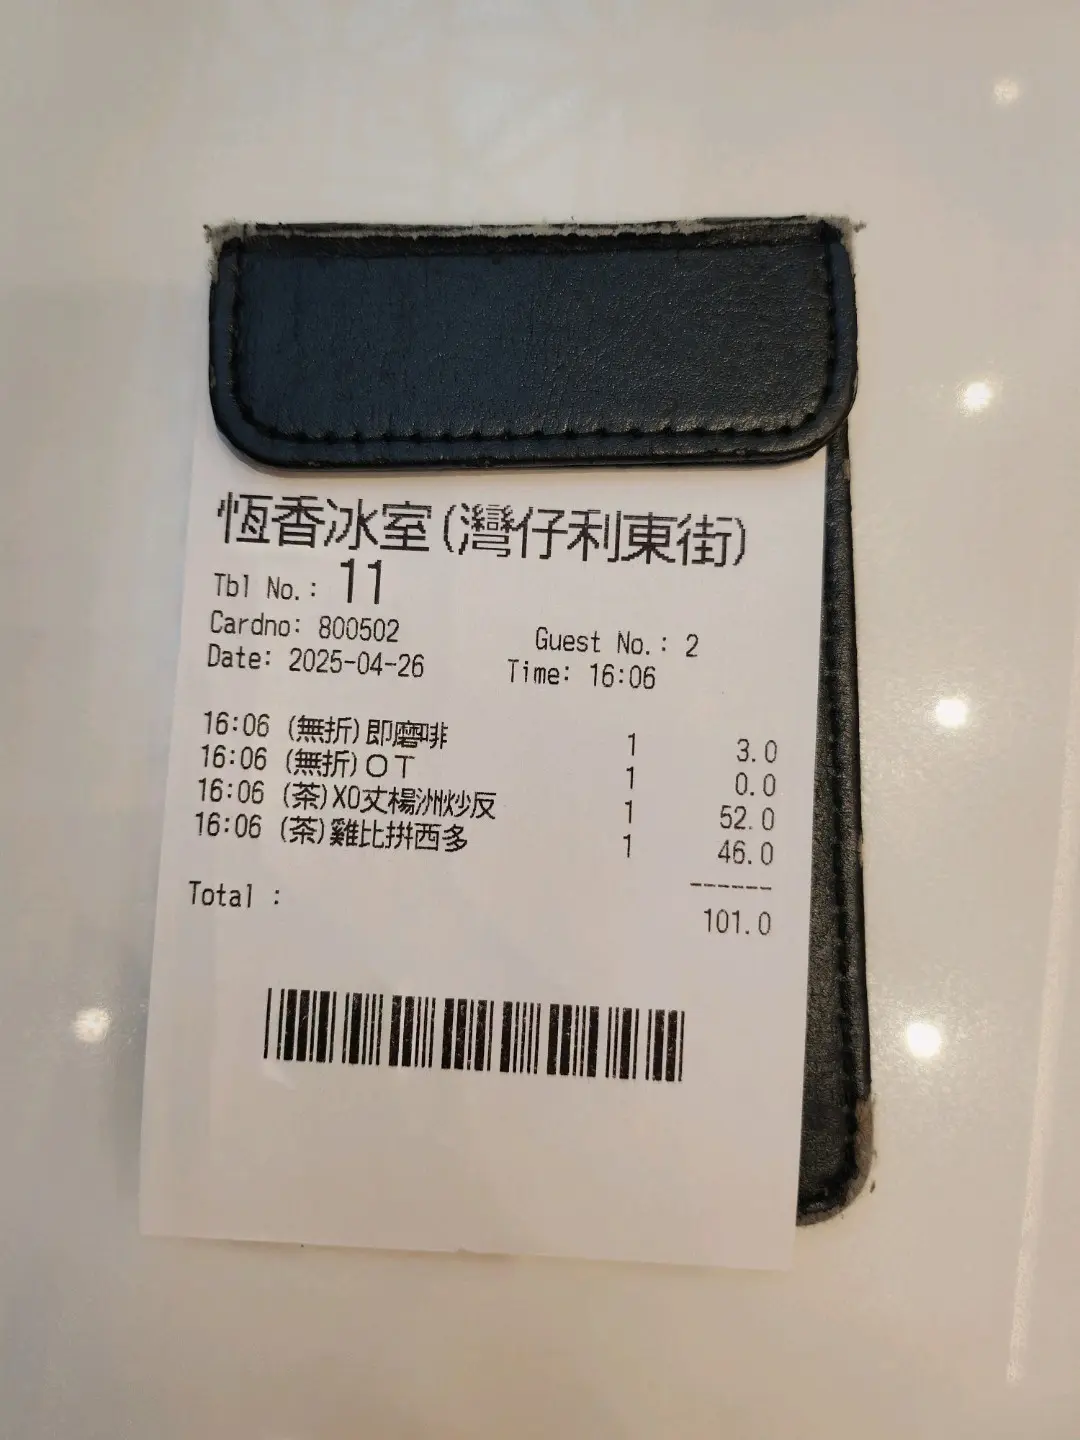 恆香冰室(灣仔利東街)
Tbl No.: 11
Cardno: 800502 Guest No.: 2
Date: 2025-04-26 Time: 16:06
16:06 (無折)即磨啡 1 3.0
16:06 (無折)OT 1 0.0
16:06 (茶)XO丈楊洲炒反 1 52.0
16:06 (茶)雞比拼西多 1 46.0
------
Total : 101.0